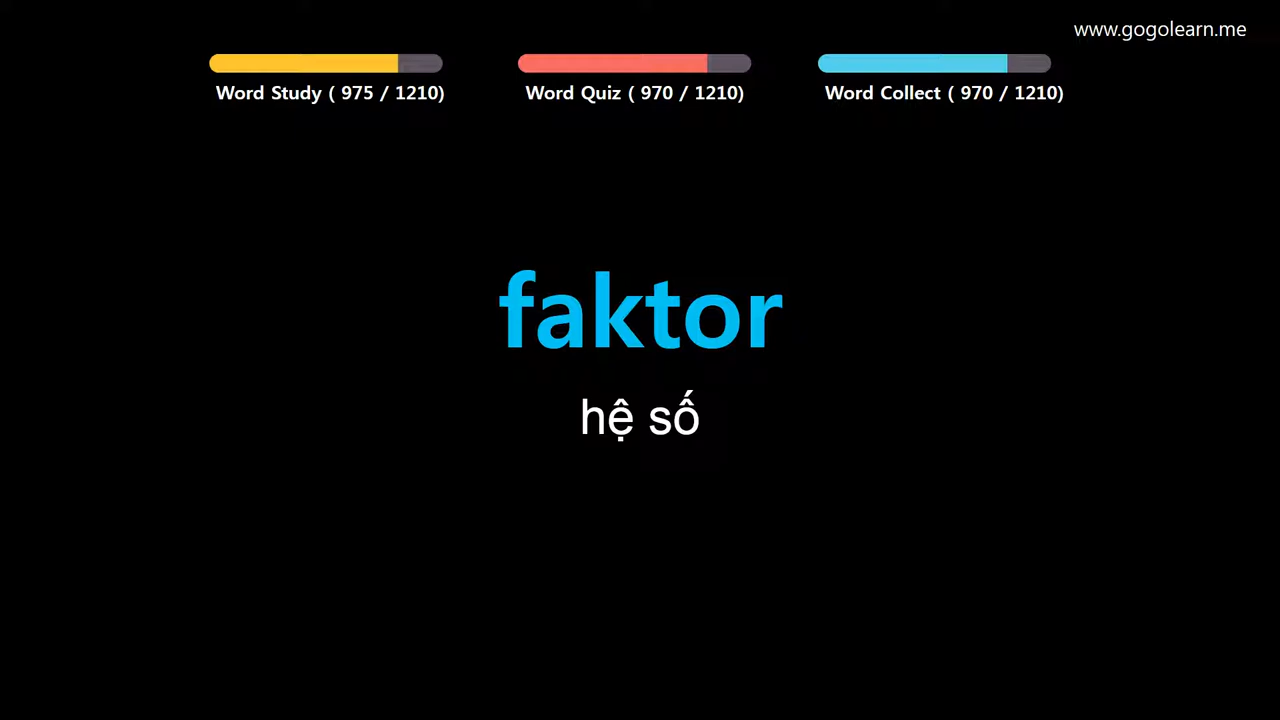 www.gogolearn.me
Word Study ( 975 / 1210)
Word Quiz ( 970 / 1210)
Word Collect ( 970 / 1210)
faktor
hệ số